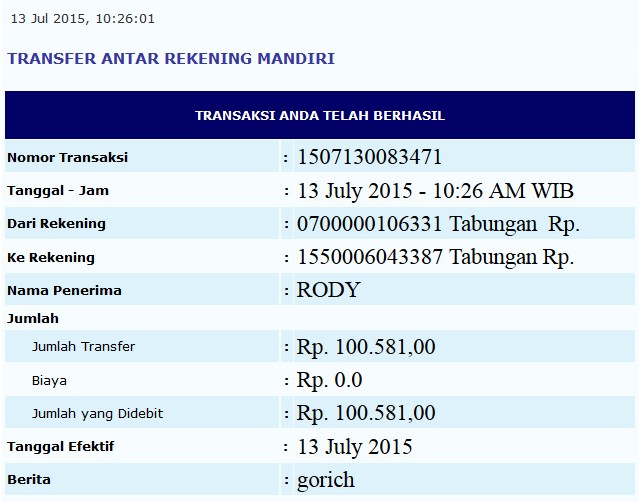 13 Jul 2015, 10:26:01
TRANSFER ANTAR REKENING MANDIRI
TRANSAKSI ANDA TELAH BERHASIL
Nomor Transaksi : 1507130083471
Tanggal - Jam : 13 July 2015 - 10:26 AM WIB
Dari Rekening : 0700000106331 Tabungan Rp.
Ke Rekening : 1550006043387 Tabungan Rp.
Nama Penerima : RODY
Jumlah
Jumlah Transfer : Rp. 100.581,00
Biaya : Rp. 0.0
Jumlah yang Didebit : Rp. 100.581,00
Tanggal Efektif : 13 July 2015
Berita : gorich